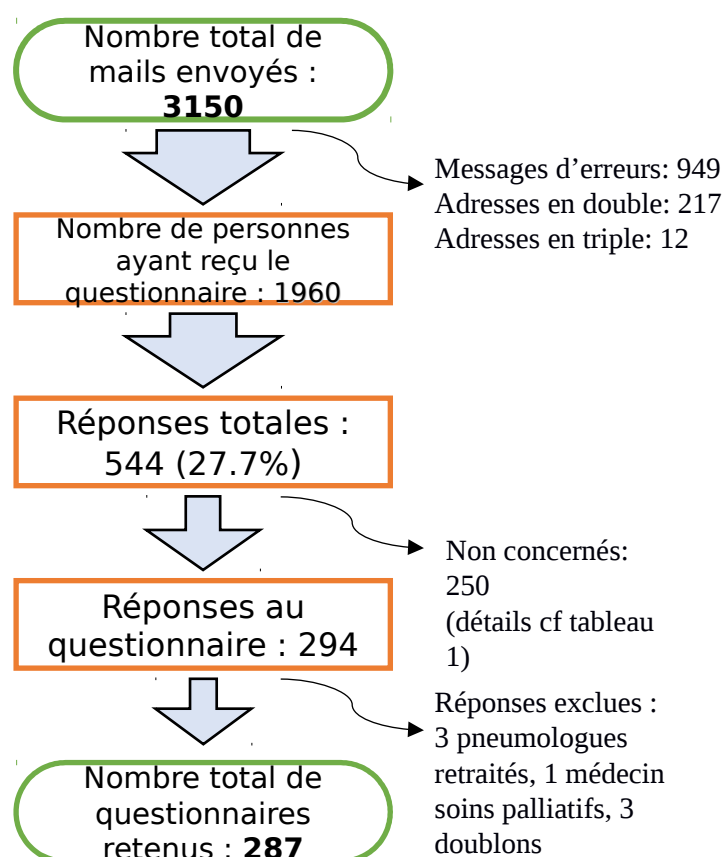 Nombre total de
mails envoyés :
3150
Messages d’erreurs: 949
Adresses en double: 217
Adresses en triple: 12
Nombre de personnes
ayant reçu le
questionnaire : 1960
Réponses totales :
544 (27.7%)
Non concernés:
250
(détails cf tableau
1)
Réponses au
questionnaire : 294
Réponses exclues :
3 pneumologues
retraités, 1 médecin
soins palliatifs, 3
doublons
Nombre total de
questionnaires
retenus : 287